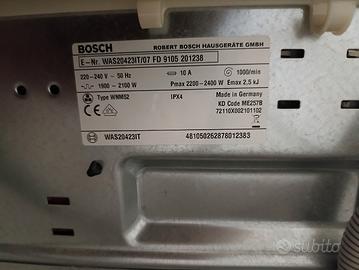 BOSCH
ROBERT BOSCH HAUSGERÄTE GMBH
E-Nr. WAS20423IT/07 FD 9105 201238
220-240 V ~ 50 Hz
10 A
1000/min
1900 - 2100 W
Pmax 2200-2400 W
Emax 2,5 kJ
Type WNM52
IPX4
Made in Germany
KD Code ME257B
72110X002101102
WAS20423IT
481050262878012383
subito